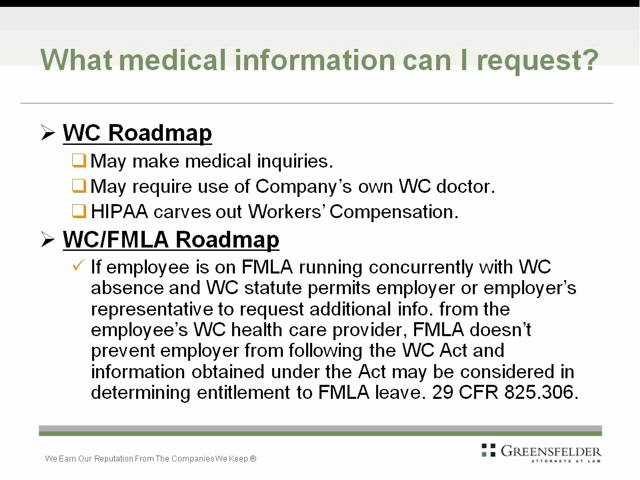 What medical information can I request?
WC Roadmap
May make medical inquiries.
May require use of Company's own WC doctor.
HIPAA carves out Workers' Compensation.
WC/FMLA Roadmap
If employee is on FMLA running concurrently with WC
absence and WC statute permits employer or employer's
representative to request additional info. from the
employee's WC health care provider, FMLA doesn't
prevent employer from following the WC Act and
information obtained under the Act may be considered in
determining entitlement to FMLA leave. 29 CFR 825.306.
We Earn Our Reputation From The Companies We Keep.®
GREENSFELDER
ATTORNEYS AT LAW